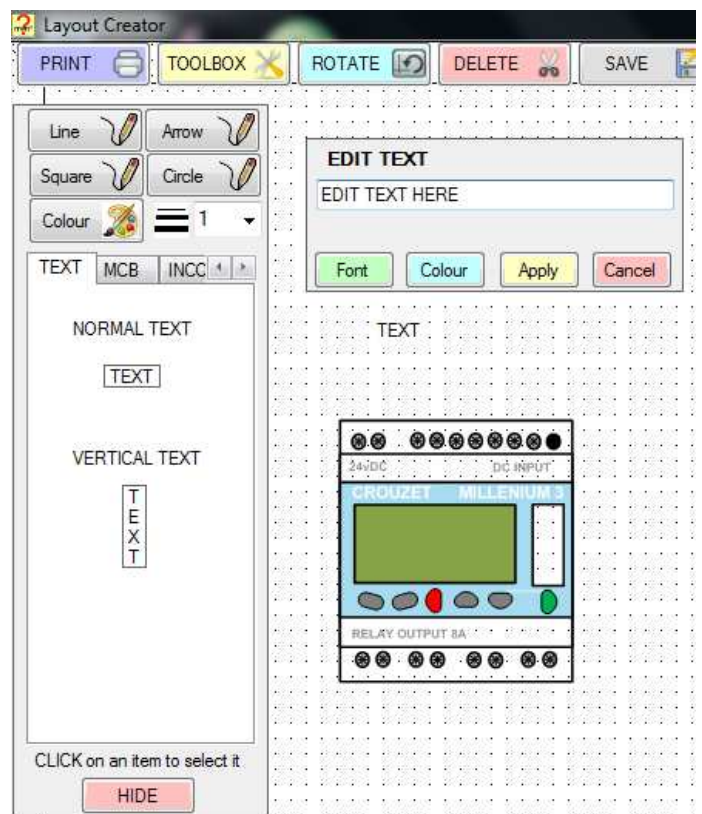 Layout Creator
PRINT TOOLBOX ROTATE DELETE SAVE
Line Arrow
Square Circle
Colour 1
TEXT MCB INCC
NORMAL TEXT
TEXT
VERTICAL TEXT
T
E
X
T
CLICK on an item to select it
HIDE
EDIT TEXT
EDIT TEXT HERE
Font Colour Apply Cancel
TEXT
24vDC DC INPUT
CROUZET MILLENIUM 3
RELAY OUTPUT 8A